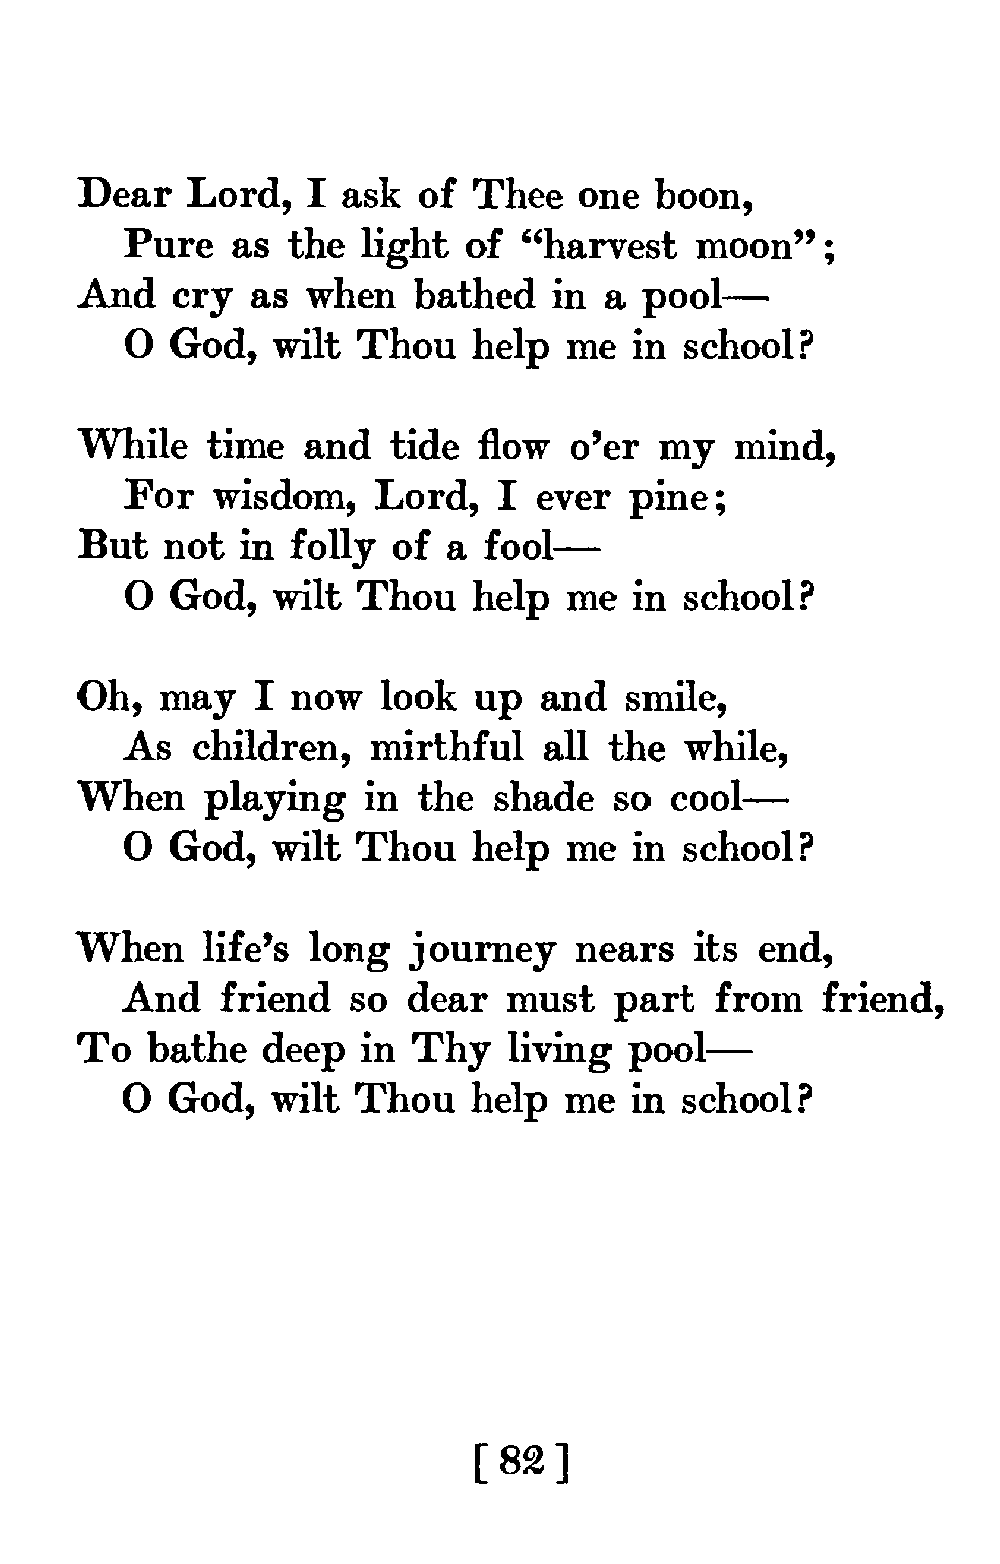 Dear Lord, I ask of Thee one boon,
Pure as the light of “harvest moon”;
And cry as when bathed in a pool—
O God, wilt Thou help me in school?
While time and tide flow o’er my mind,
For wisdom, Lord, I ever pine;
But not in folly of a fool—
O God, wilt Thou help me in school?
Oh, may I now look up and smile,
As children, mirthful all the while,
When playing in the shade so cool—
O God, wilt Thou help me in school?
When life’s long journey nears its end,
And friend so dear must part from friend,
To bathe deep in Thy living pool—
O God, wilt Thou help me in school?
[ 82 ]